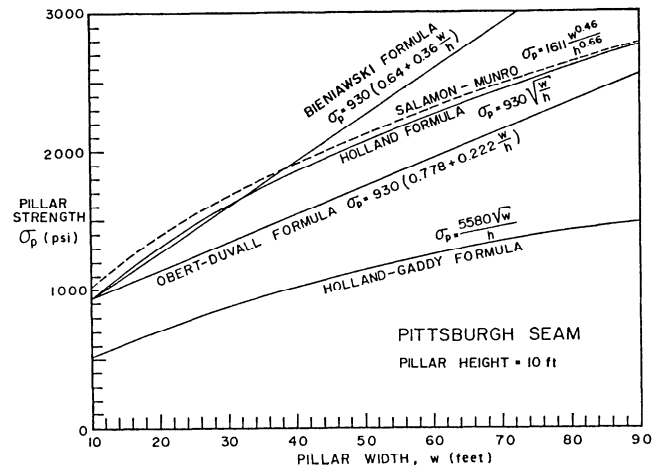 3000
2000
1000
0
PILLAR
STRENGTH
σp (psi)
BIENIAWSKI FORMULA
σp = 930 (0.64 + 0.36 w/h)
σp = 1611 w^0.46/h^0.66
SALAMON - MUNRO
HOLLAND FORMULA σp = 930 √(w/h)
OBERT-DUVALL FORMULA σp = 930 (0.778 + 0.222 w/h)
σp = 5580√w/h
HOLLAND-GADDY FORMULA
PITTSBURGH SEAM
PILLAR HEIGHT = 10 ft
10 20 30 40 50 60 70 80 90
PILLAR WIDTH, w (feet)